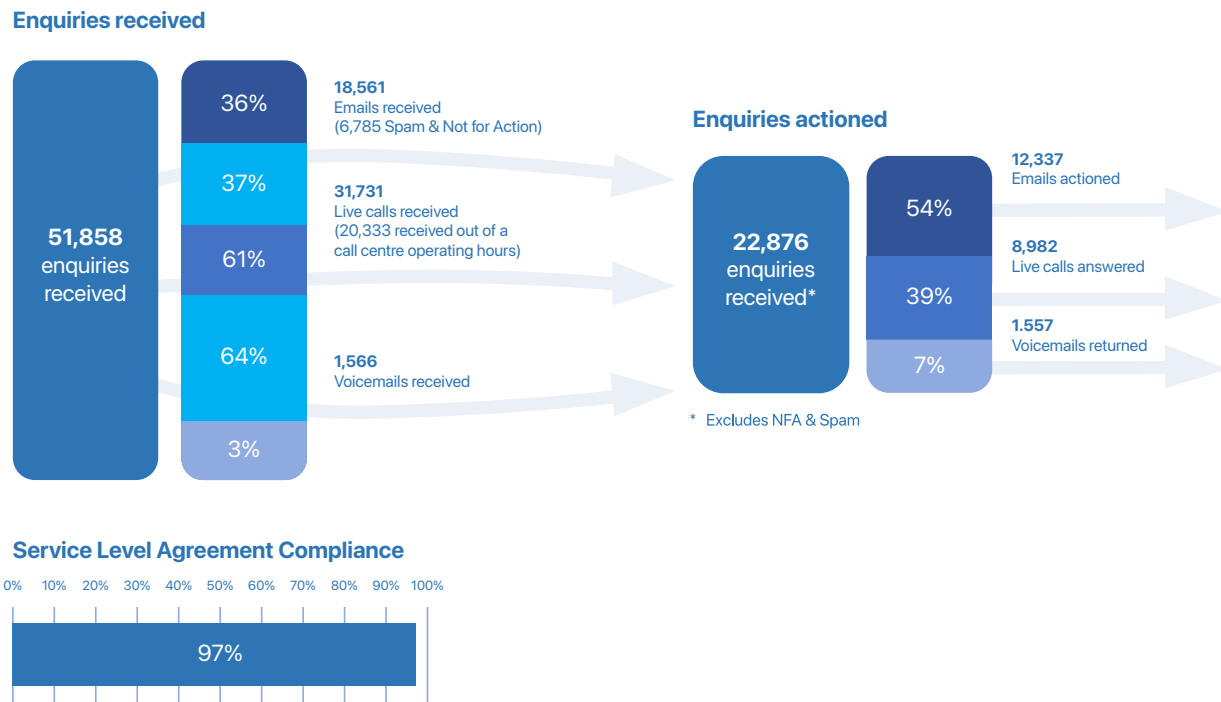 Enquiries received
51,858
enquiries
received
36%
37%
61%
64%
3%
18,561
Emails received
(6,785 Spam & Not for Action)
31,731
Live calls received
(20,333 received out of a
call centre operating hours)
1,566
Voicemails received
Enquiries actioned
22,876
enquiries
received*
54%
39%
7%
12,337
Emails actioned
8,982
Live calls answered
1.557
Voicemails returned
* Excludes NFA & Spam
Service Level Agreement Compliance
0% 10% 20% 30% 40% 50% 60% 70% 80% 90% 100%
97%